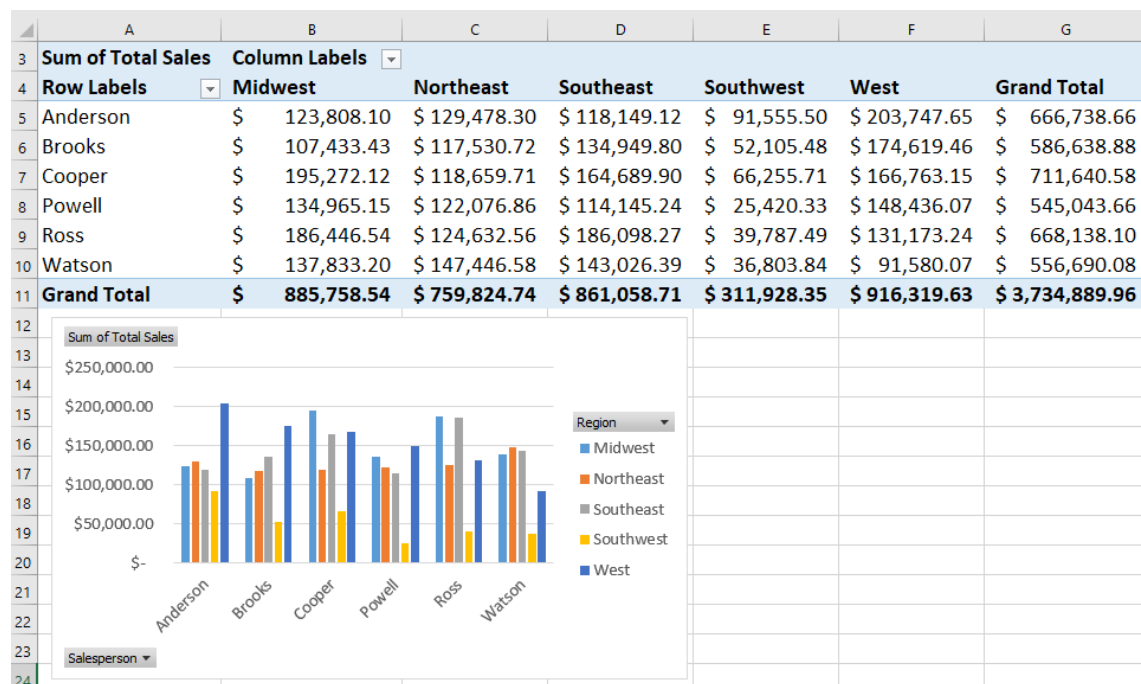 A B C D E F G
3 Sum of Total Sales Column Labels
4 Row Labels Midwest Northeast Southeast Southwest West Grand Total
5 Anderson $ 123,808.10 $ 129,478.30 $ 118,149.12 $ 91,555.50 $ 203,747.65 $ 666,738.66
6 Brooks $ 107,433.43 $ 117,530.72 $ 134,949.80 $ 52,105.48 $ 174,619.46 $ 586,638.88
7 Cooper $ 195,272.12 $ 118,659.71 $ 164,689.90 $ 66,255.71 $ 166,763.15 $ 711,640.58
8 Powell $ 134,965.15 $ 122,076.86 $ 114,145.24 $ 25,420.33 $ 148,436.07 $ 545,043.66
9 Ross $ 186,446.54 $ 124,632.56 $ 186,098.27 $ 39,787.49 $ 131,173.24 $ 668,138.10
10 Watson $ 137,833.20 $ 147,446.58 $ 143,026.39 $ 36,803.84 $ 91,580.07 $ 556,690.08
11 Grand Total $ 885,758.54 $ 759,824.74 $ 861,058.71 $ 311,928.35 $ 916,319.63 $ 3,734,889.96
12 Sum of Total Sales
13 $250,000.00
14
15 $200,000.00 Region
16 $150,000.00 Midwest
17 $100,000.00 Northeast
18 Southeast
19 $50,000.00 Southwest
20 $- West
21 Anderson Brooks Cooper Powell Ross Watson
22
23 Salesperson
24